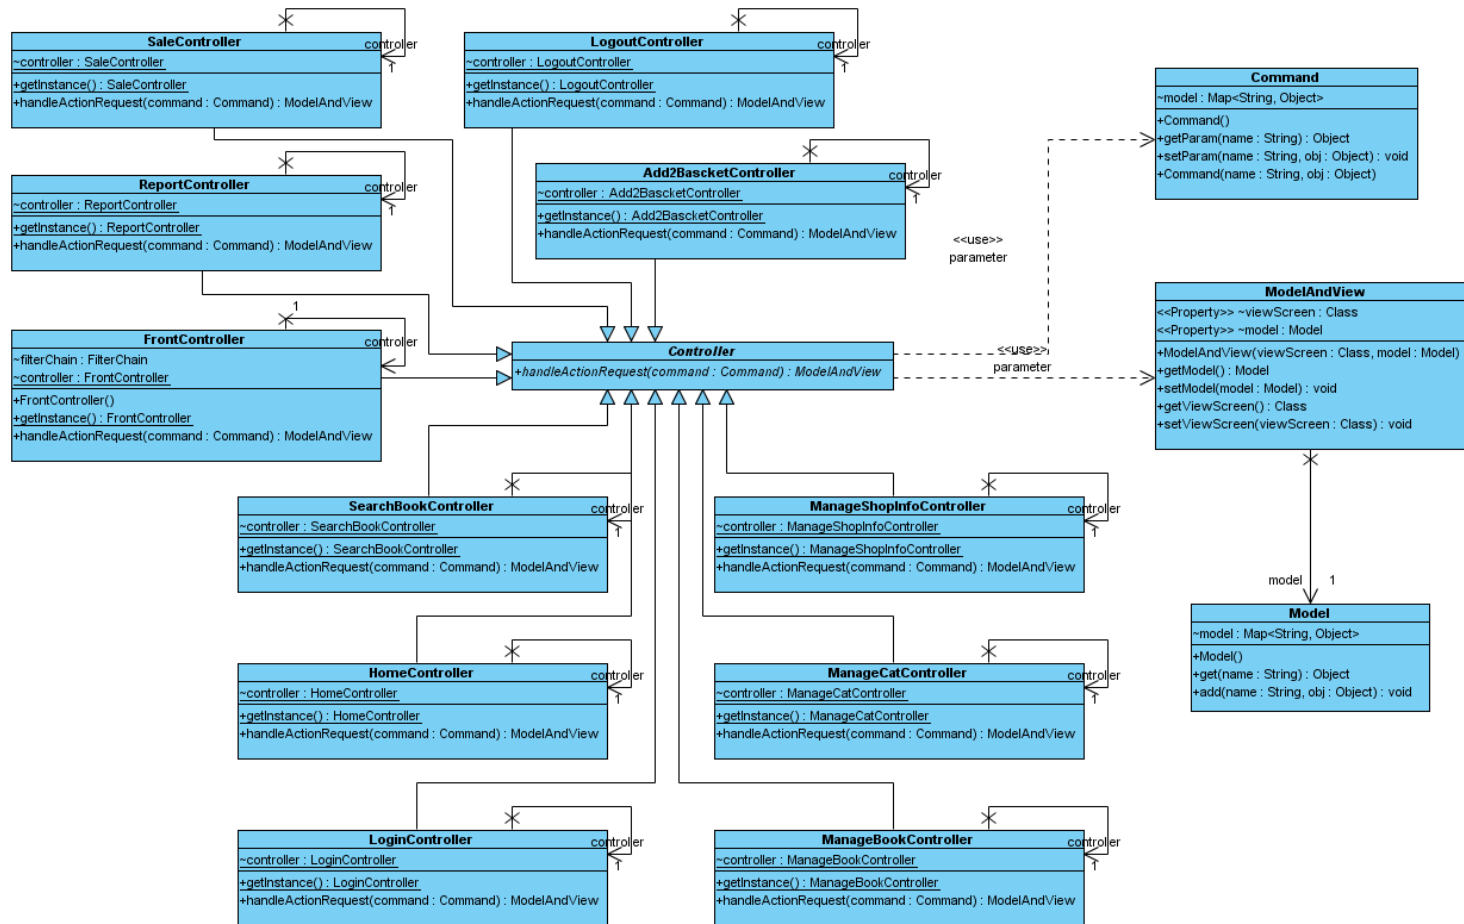 SaleController
~controller : SaleController
+getInstance() : SaleController
+handleActionRequest(command : Command) : ModelAndView
controller
1
LogoutController
~controller : LogoutController
+getInstance() : LogoutController
+handleActionRequest(command : Command) : ModelAndView
controller
1
Command
~model : Map<String, Object>
+Command()
+getParam(name : String) : Object
+setParam(name : String, obj : Object) : void
+Command(name : String, obj : Object)
Add2BascketController
~controller : Add2BascketController
+getInstance() : Add2BascketController
+handleActionRequest(command : Command) : ModelAndView
controller
1
ReportController
~controller : ReportController
+getInstance() : ReportController
+handleActionRequest(command : Command) : ModelAndView
controller
1
<<use>>
parameter
ModelAndView
<<Property>> ~viewScreen : Class
<<Property>> ~model : Model
+ModelAndView(viewScreen : Class, model : Model)
+getModel() : Model
+setModel(model : Model) : void
+getViewScreen() : Class
+setViewScreen(viewScreen : Class) : void
1
FrontController
~filterChain : FilterChain
~controller : FrontController
+FrontController()
+getInstance() : FrontController
+handleActionRequest(command : Command) : ModelAndView
controller
Controller
+handleActionRequest(command : Command) : ModelAndView
<<use>>
parameter
SearchBookController
~controller : SearchBookController
+getInstance() : SearchBookController
+handleActionRequest(command : Command) : ModelAndView
controller
1
ManageShopInfoController
~controller : ManageShopInfoController
+getInstance() : ManageShopInfoController
+handleActionRequest(command : Command) : ModelAndView
controller
1
model 1
Model
~model : Map<String, Object>
+Model()
+get(name : String) : Object
+add(name : String, obj : Object) : void
HomeController
~controller : HomeController
+getInstance() : HomeController
+handleActionRequest(command : Command) : ModelAndView
controller
1
ManageCatController
~controller : ManageCatController
+getInstance() : ManageCatController
+handleActionRequest(command : Command) : ModelAndView
controller
1
LoginController
~controller : LoginController
+getInstance() : LoginController
+handleActionRequest(command : Command) : ModelAndView
controller
1
ManageBookController
~controller : ManageBookController
+getInstance() : ManageBookController
+handleActionRequest(command : Command) : ModelAndView
controller
1